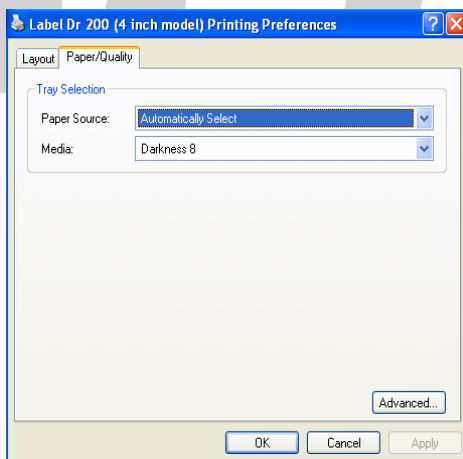 Label Dr 200 (4 inch model) Printing Preferences
Layout Paper/Quality
Tray Selection
Paper Source: Automatically Select
Media: Darkness 8
Advanced...
OK Cancel Apply